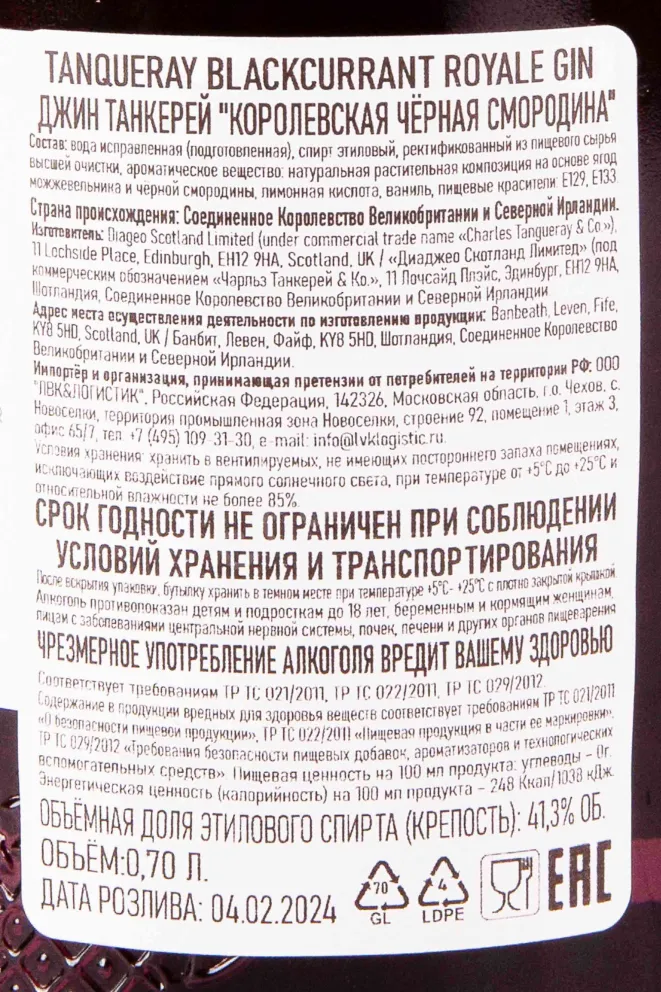 TANQUERAY BLACKCURRANT ROYALE GIN
ДЖИН ТАНКЕРЕЙ "КОРОЛЕВСКАЯ ЧЁРНАЯ СМОРОДИНА"
Состав: вода исправленная (подготовленная), спирт этиловый, ректификованный из пищевого сырья
высшей очистки, ароматическое вещество: натуральная растительная композиция на основе ягод
можжевельника и чёрной смородины, лимонная кислота, ваниль, пищевые красители: E129, E133.
Страна происхождения: Соединенное Королевство Великобритании и Северной Ирландии.
Изготовитель: Diageo Scotland Limited (under commercial trade name «Charles Tanqueray & Co»),
11 Lochside Place, Edinburgh, EH12 9HA, Scotland, UK / «Диаджео Скотланд Лимитед» (под
коммерческим обозначением «Чарльз Танкерей & Ко.»), 11 Лочсайд Плэйс, Эдинбург, EH12 9HA,
Шотландия, Соединенное Королевство Великобритании и Северной Ирландии
Адрес места осуществления деятельности по изготовлению продукции: Banbeath, Leven, Fife,
KY8 5HD, Scotland, UK / Банбит, Левен, Файф, KY8 5HD, Шотландия, Соединенное Королевство
Великобритании и Северной Ирландии.
Импортёр и организация, принимающая претензии от потребителей на территории РФ: ООО
"ЛВК&ЛОГИСТИК", Российская Федерация, 142326, Московская область, г.о. Чехов, с.
Новоселки, территория промышленная зона Новоселки, строение 92, помещение 1, этаж 3,
офис 65/7, тел. +7 (495) 109-31-30, e-mail: info@lvklogistic.ru.
Условия хранения: хранить в вентилируемых, не имеющих постороннего запаха помещениях,
исключающих воздействие прямого солнечного света, при температуре от +5°C до +25°C и
относительной влажности не более 85%.
СРОК ГОДНОСТИ НЕ ОГРАНИЧЕН ПРИ СОБЛЮДЕНИИ
УСЛОВИЙ ХРАНЕНИЯ И ТРАНСПОРТИРОВАНИЯ
После вскрытия упаковку, бутылку хранить в темном месте при температуре +5°C- +25°C с плотно закрытой крышкой.
Алкоголь противопоказан детям и подросткам до 18 лет, беременным и кормящим женщинам,
лицам с заболеваниями центральной нервной системы, почек, печени и других органов пищеварения
ЧРЕЗМЕРНОЕ УПОТРЕБЛЕНИЕ АЛКОГОЛЯ ВРЕДИТ ВАШЕМУ ЗДОРОВЬЮ
Соответствует требованиям ТР ТС 021/2011, ТР ТС 022/2011, ТР ТС 029/2012.
Содержание в продукции вредных для здоровья веществ соответствует требованиям ТР ТС 021/2011
«О безопасности пищевой продукции», ТР ТС 022/2011 «Пищевая продукция в части ее маркировки»,
ТР ТС 029/2012 «Требования безопасности пищевых добавок, ароматизаторов и технологических
вспомогательных средств» Пищевая ценность на 100 мл продукта: углеводы - 0г.
Энергетическая ценность (калорийность) на 100 мл продукта - 248 Ккал/1038 кДж.
ОБЪЁМНАЯ ДОЛЯ ЭТИЛОВОГО СПИРТА (КРЕПОСТЬ): 41,3% ОБ.
ОБЪЁМ:0,70 Л.
ДАТА РОЗЛИВА: 04.02.2024
70
GL
4
LDPE
EAC